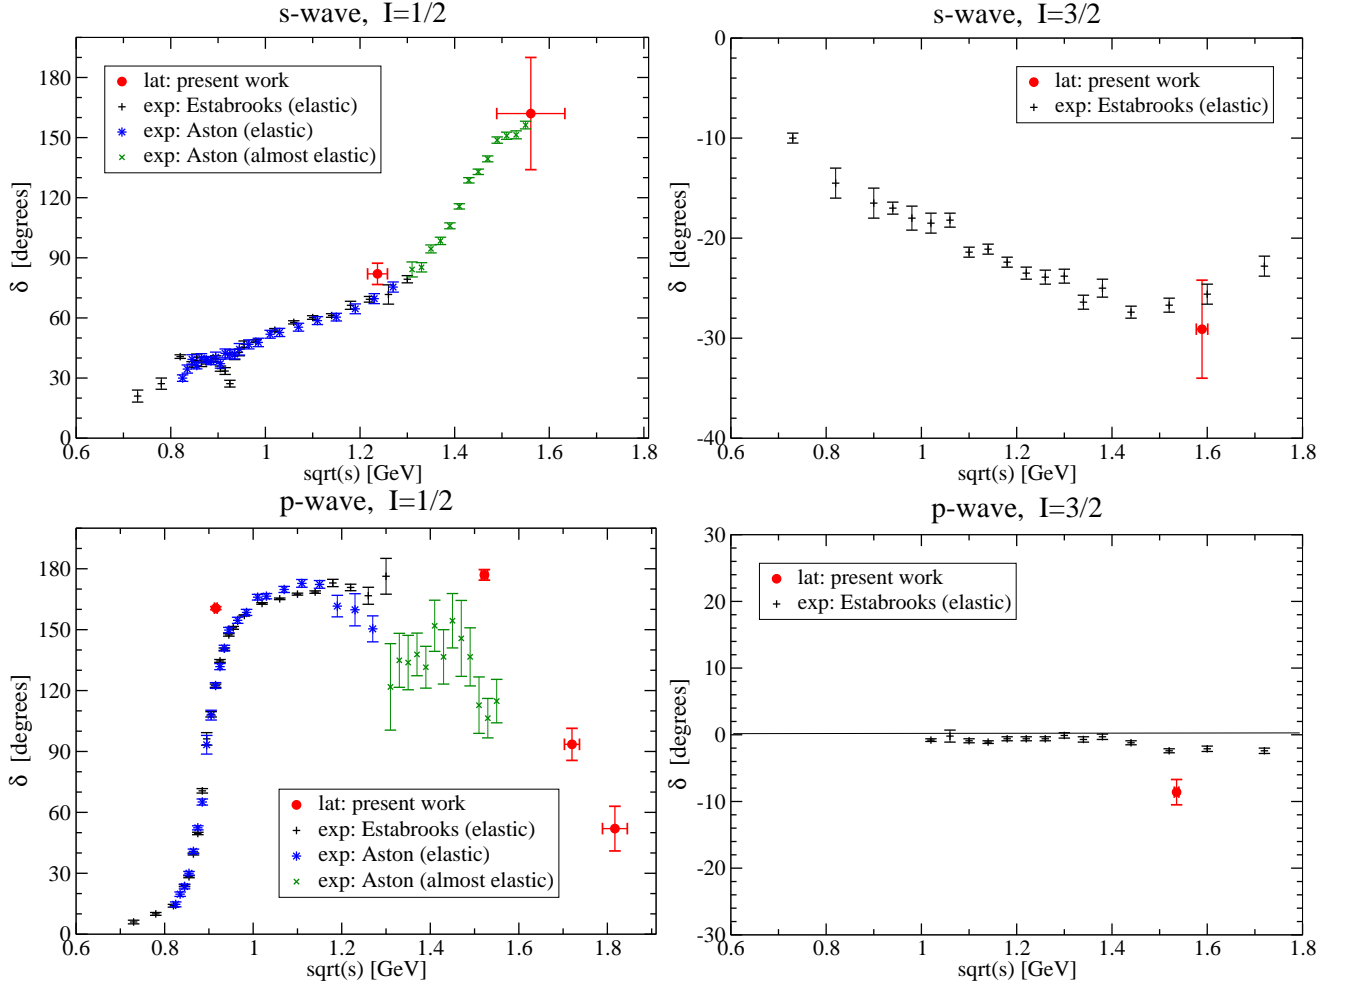 s-wave, I=1/2
180
150
120
90
60
30
0
0.6
0.8
1
1.2
1.4
1.6
1.8
sqrt(s) [GeV]
δ [degrees]
lat: present work
exp: Estabrooks (elastic)
exp: Aston (elastic)
exp: Aston (almost elastic)
s-wave, I=3/2
0
-10
-20
-30
-40
0.6
0.8
1
1.2
1.4
1.6
1.8
sqrt(s) [GeV]
δ [degrees]
lat: present work
exp: Estabrooks (elastic)
p-wave, I=1/2
180
150
120
90
60
30
0
0.6
0.8
1
1.2
1.4
1.6
1.8
sqrt(s) [GeV]
δ [degrees]
lat: present work
exp: Estabrooks (elastic)
exp: Aston (elastic)
exp: Aston (almost elastic)
p-wave, I=3/2
30
20
10
0
-10
-20
-30
0.6
0.8
1
1.2
1.4
1.6
1.8
sqrt(s) [GeV]
δ [degrees]
lat: present work
exp: Estabrooks (elastic)